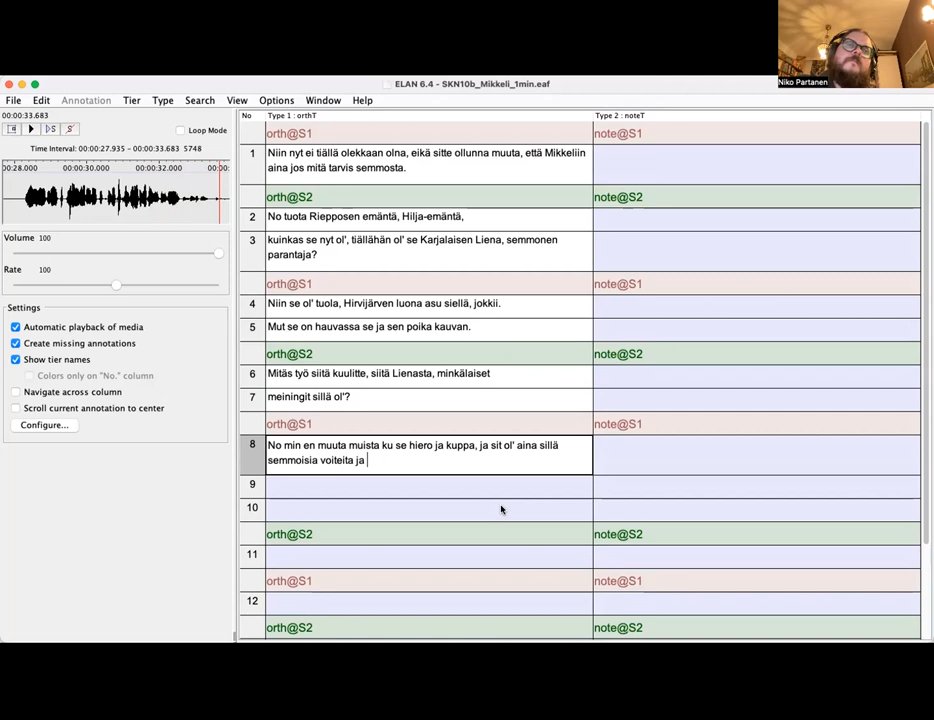 Niko Partanen
ELAN 6.4 - SKN10b_Mikkeli_1min.eaf
File Edit Annotation Tier Type Search View Options Window Help
00:00:33.683
Loop Mode
Time Interval: 00:00:27.935 - 00:00:33.683 5748
00:28.000 00:00:30.000 00:00:32.000 00:00:
Volume 100
Rate 100
Settings
Automatic playback of media
Create missing annotations
Show tier names
Colors only on "No." column
Navigate across column
Scroll current annotation to center
Configure...
No Type 1 : orthT Type 2 : noteT
orth@S1 note@S1
1 Niin nyt ei tiällä olekkaan olna, eikä sitte ollunna muuta, että Mikkeliin
aina jos mitä tarvis semmosta.
orth@S2 note@S2
2 No tuota Riepposen emäntä, Hilja-emäntä,
3 kuinkas se nyt ol', tiällähän ol' se Karjalaisen Liena, semmonen
parantaja?
orth@S1 note@S1
4 Niin se ol' tuola, Hirvijärven luona asu siellä, jokkii.
5 Mut se on hauvassa se ja sen poika kauvan.
orth@S2 note@S2
6 Mitäs työ siitä kuulitte, siitä Lienasta, minkälaiset
7 meiningit sillä ol'?
orth@S1 note@S1
8 No min en muuta muista ku se hiero ja kuppa, ja sit ol' aina sillä
semmoisia voiteita ja
9
10
orth@S2 note@S2
11
orth@S1 note@S1
12
orth@S2 note@S2